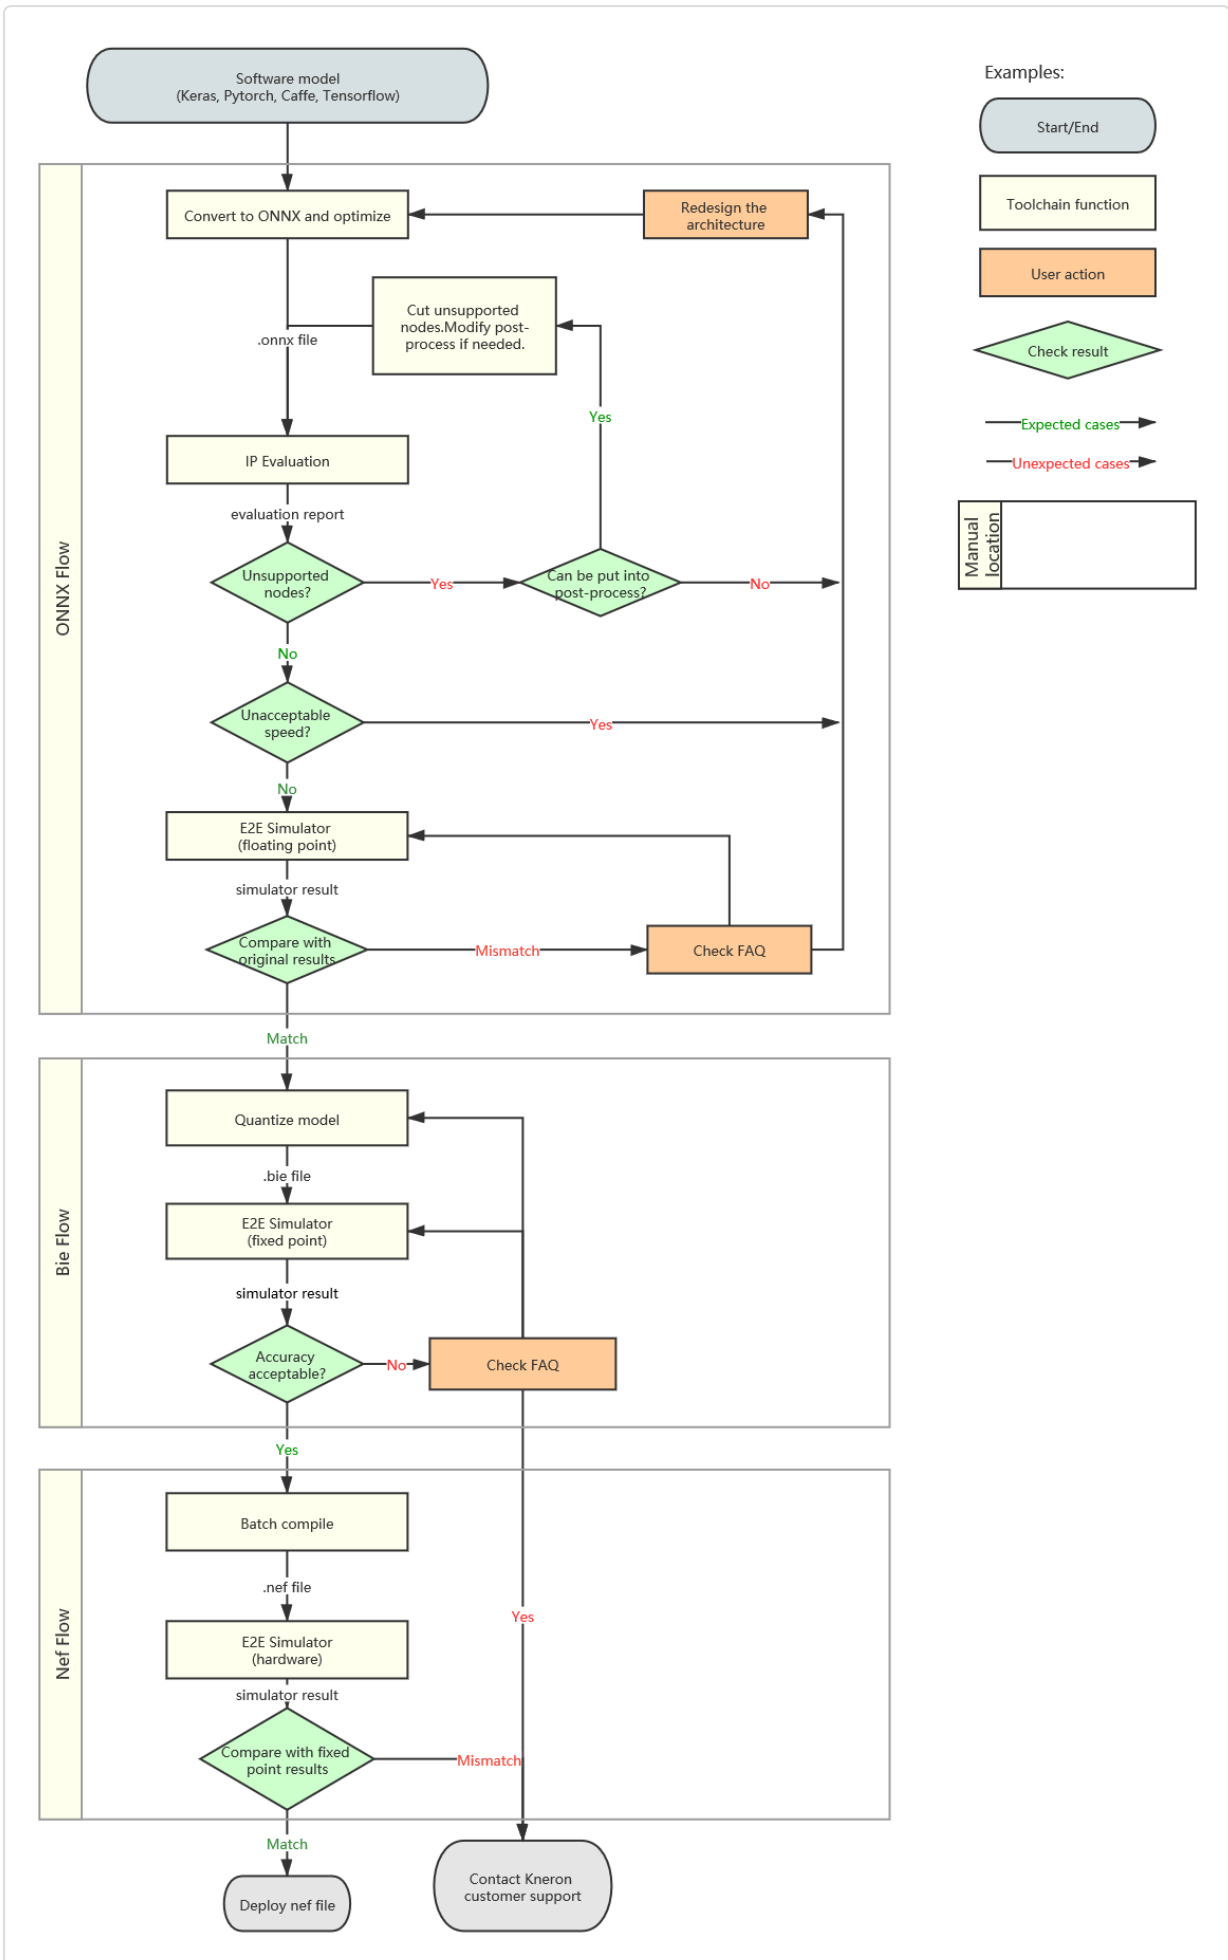 Software model
(Keras, Pytorch, Caffe, Tensorflow)
Examples:
Start/End
Toolchain function
User action
Check result
Expected cases
Unexpected cases
Manual
location
ONNX Flow
Convert to ONNX and optimize
Redesign the
architecture
Cut unsupported
nodes.Modify post-
process if needed.
.onnx file
Yes
IP Evaluation
evaluation report
Unsupported
nodes?
Yes
Can be put into
post-process?
No
No
Unacceptable
speed?
Yes
No
E2E Simulator
(floating point)
simulator result
Compare with
original results
Mismatch
Check FAQ
Match
Bie Flow
Quantize model
.bie file
E2E Simulator
(fixed point)
simulator result
Accuracy
acceptable?
No
Check FAQ
Yes
Nef Flow
Batch compile
.nef file
Yes
E2E Simulator
(hardware)
simulator result
Compare with fixed
point results
Mismatch
Match
Deploy nef file
Contact Kneron
customer support